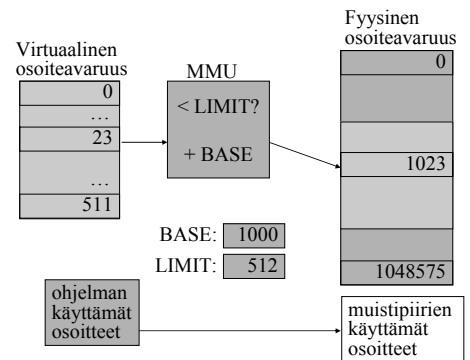 Virtuaalinen
osoiteavaruus
0
…
23
…
511
MMU
< LIMIT?
+ BASE
BASE: 1000
LIMIT: 512
Fyysinen
osoiteavaruus
0
1023
1048575
ohjelman
käyttämät
osoitteet
muistipiirien
käyttämät
osoitteet